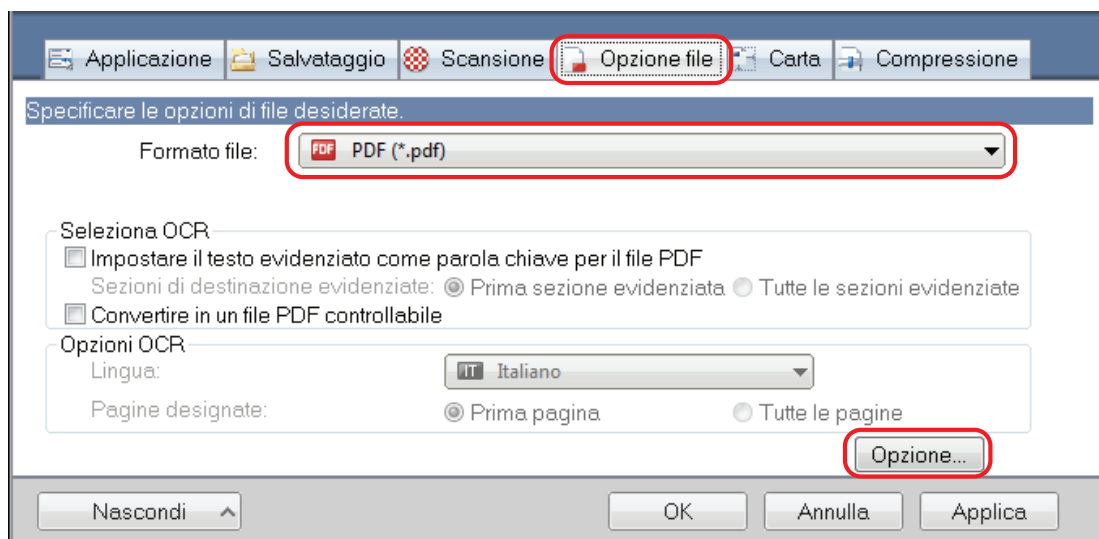 Applicazione Salvataggio Scansione Opzione file Carta Compressione
Specificare le opzioni di file desiderate.
Formato file: PDF PDF (*.pdf)
Seleziona OCR
Impostare il testo evidenziato come parola chiave per il file PDF
Sezioni di destinazione evidenziate: Prima sezione evidenziata Tutte le sezioni evidenziate
Convertire in un file PDF controllabile
Opzioni OCR
Lingua: IT Italiano
Pagine designate: Prima pagina Tutte le pagine
Opzione...
Nascondi OK Annulla Applica